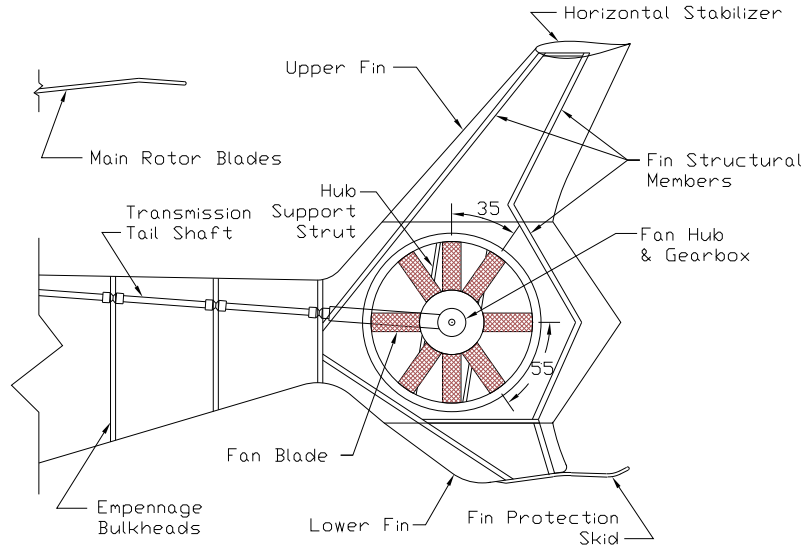 Horizontal Stabilizer
Upper Fin
Main Rotor Blades
Fin Structural
Members
Hub
Support
Strut
35
Transmission
Tail Shaft
Fan Hub
& Gearbox
55
Fan Blade
Empennage
Bulkheads
Lower Fin
Fin Protection
Skid